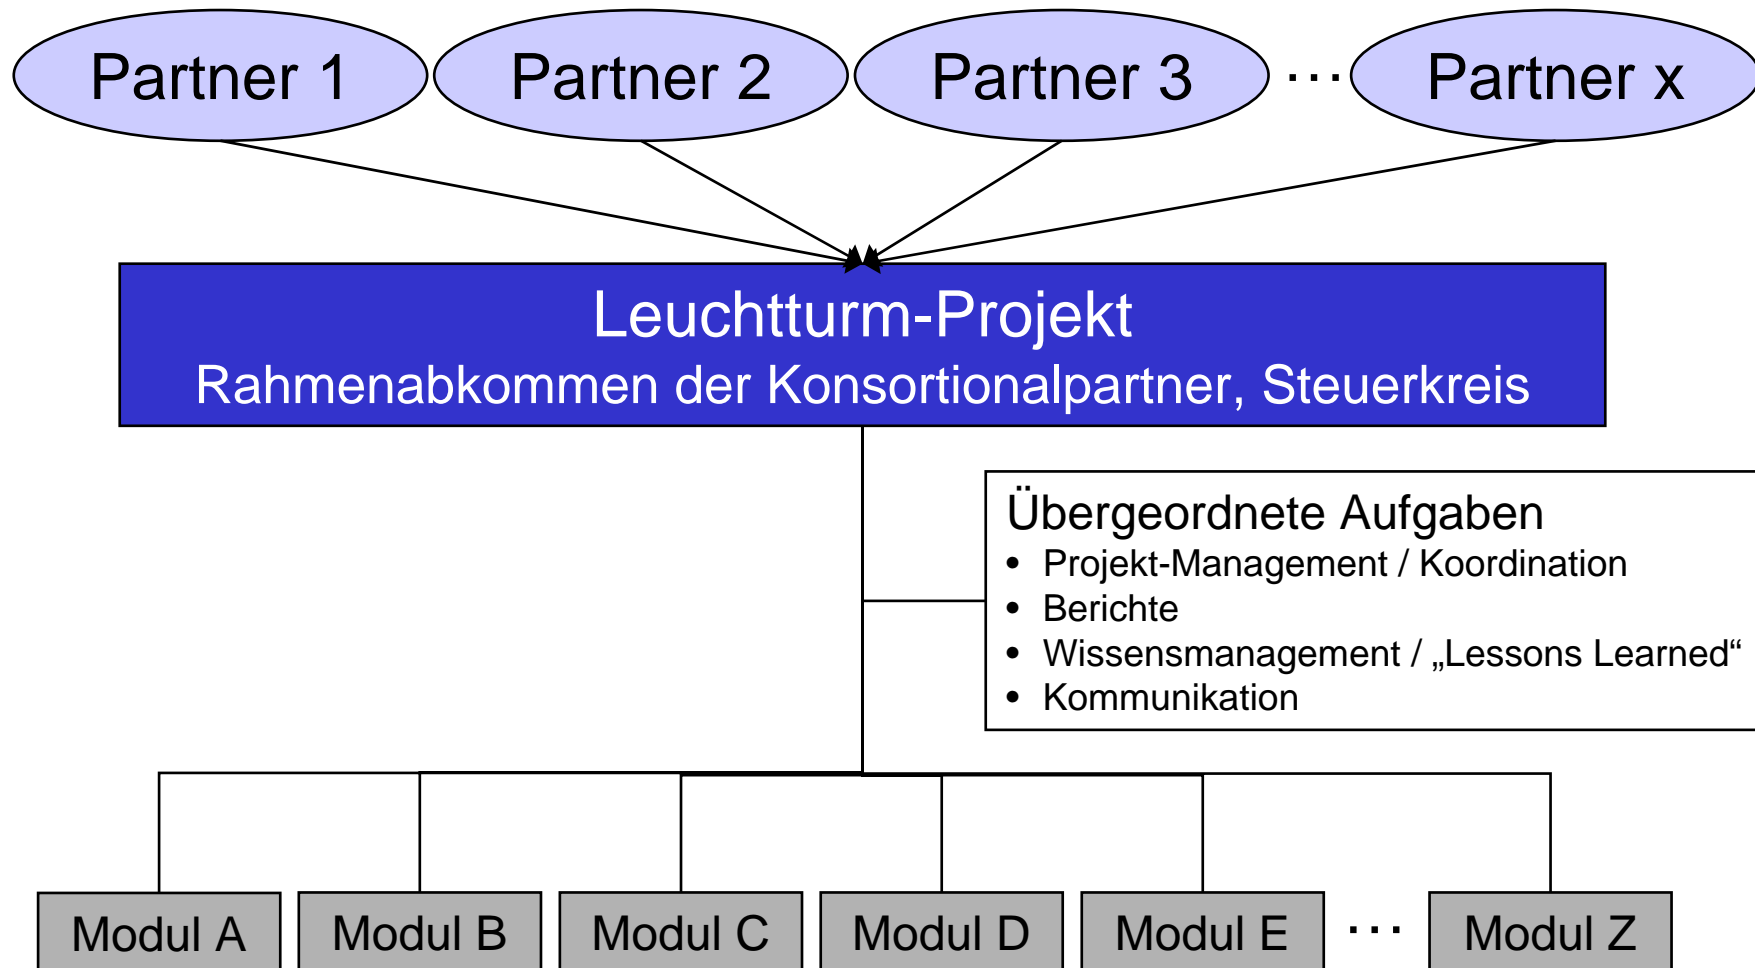 Partner 1 Partner 2 Partner 3 … Partner x
Leuchtturm-Projekt
Rahmenabkommen der Konsortionalpartner, Steuerkreis
Übergeordnete Aufgaben
• Projekt-Management / Koordination
• Berichte
• Wissensmanagement / „Lessons Learned“
• Kommunikation
Modul A Modul B Modul C Modul D Modul E … Modul Z